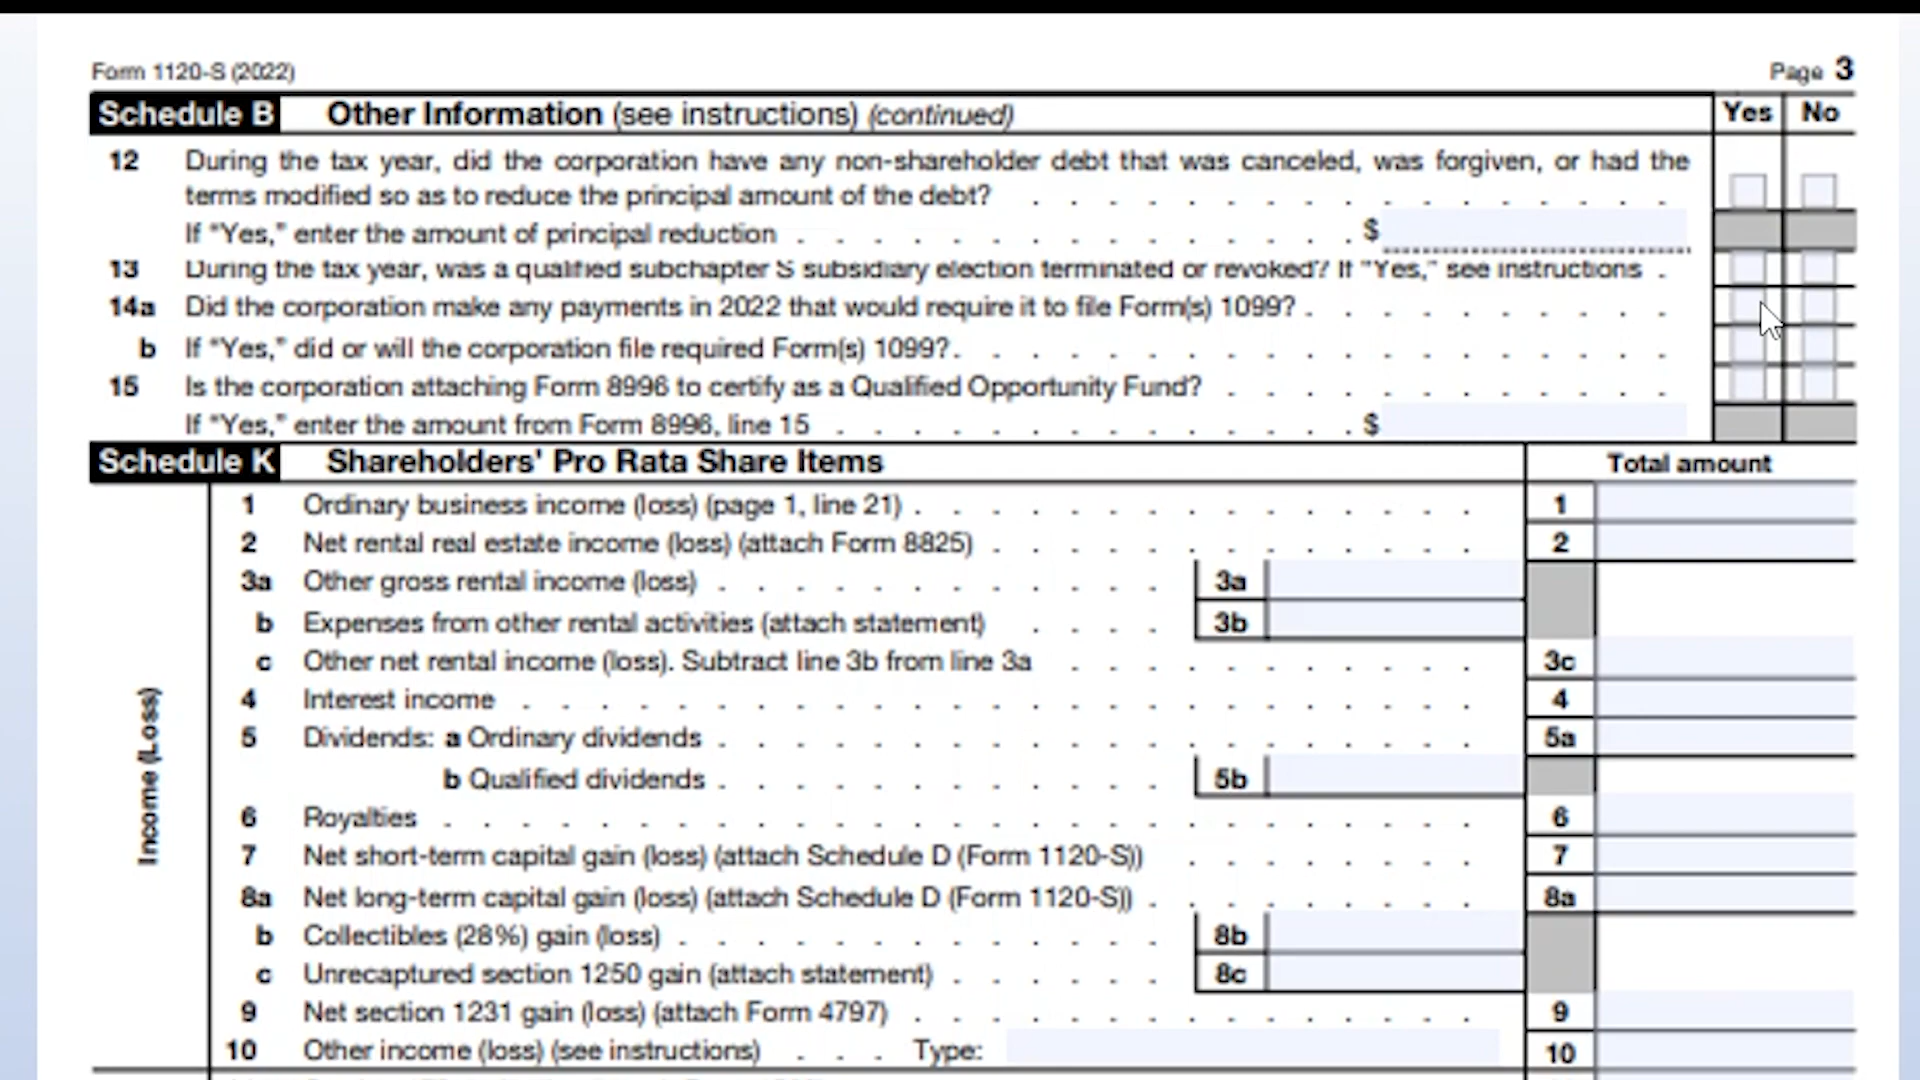 Form 1120-S (2022)
Page 3
Schedule B Other Information (see instructions) (continued) Yes No
12 During the tax year, did the corporation have any non-shareholder debt that was canceled, was forgiven, or had the
terms modified so as to reduce the principal amount of the debt? . . . . . . . . . . . . . . . . .
If "Yes," enter the amount of principal reduction . . . . . . . . . . . . . . . . $
13 During the tax year, was a qualified subchapter S subsidiary election terminated or revoked? If "Yes," see instructions .
14a Did the corporation make any payments in 2022 that would require it to file Form(s) 1099? . . . . . . . . . .
b If "Yes," did or will the corporation file required Form(s) 1099? . . . . . . . . . . . . . . . . . . .
15 Is the corporation attaching Form 8996 to certify as a Qualified Opportunity Fund? . . . . . . . . . . . .
If "Yes," enter the amount from Form 8996, line 15 . . . . . . . . . . . . . . $
Schedule K Shareholders' Pro Rata Share Items Total amount
Income (Loss)
1 Ordinary business income (loss) (page 1, line 21) . . . . . . . . . . . . . . . 1
2 Net rental real estate income (loss) (attach Form 8825) . . . . . . . . . . . . . 2
3a Other gross rental income (loss) . . . . . . . . . . . . 3a
b Expenses from other rental activities (attach statement) . . . . 3b
c Other net rental income (loss). Subtract line 3b from line 3a . . . . . . . . . . . 3c
4 Interest income . . . . . . . . . . . . . . . . . . . . . . . . . 4
5 Dividends: a Ordinary dividends . . . . . . . . . . . . . . . . . . . . 5a
b Qualified dividends . . . . . . . . . . . . 5b
6 Royalties . . . . . . . . . . . . . . . . . . . . . . . . . . . 6
7 Net short-term capital gain (loss) (attach Schedule D (Form 1120-S)) . . . . . . . . 7
8a Net long-term capital gain (loss) (attach Schedule D (Form 1120-S)) . . . . . . . . . 8a
b Collectibles (28%) gain (loss) . . . . . . . . . . . . . 8b
c Unrecaptured section 1250 gain (attach statement) . . . . . . 8c
9 Net section 1231 gain (loss) (attach Form 4797) . . . . . . . . . . . . . . . 9
10 Other income (loss) (see instructions) . . . Type: 10